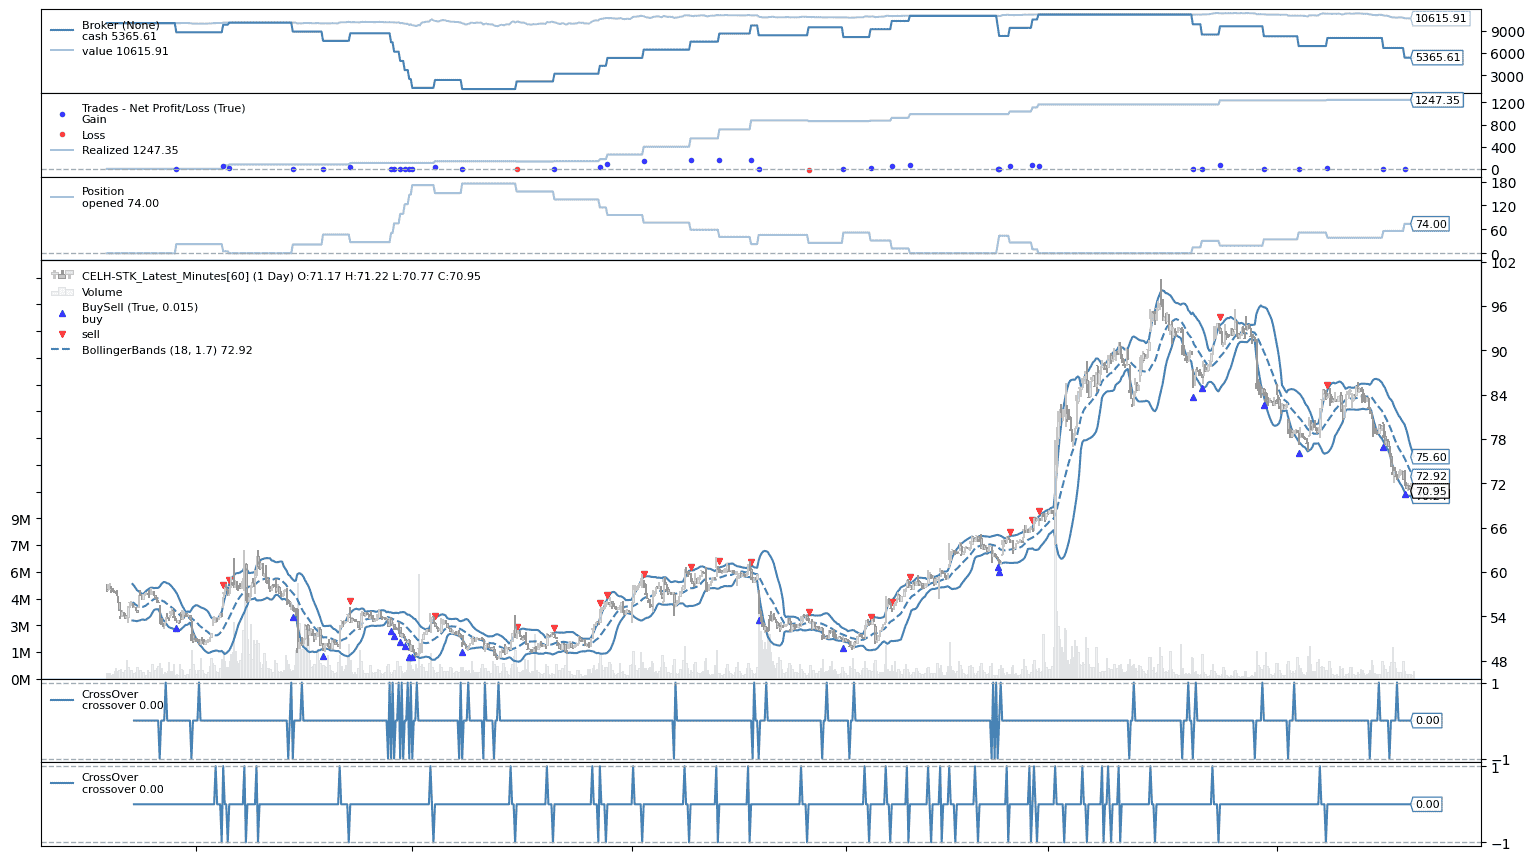 Broker (None)
cash 5365.61
value 10615.91
10615.91
9000
6000
5365.61
3000
Trades - Net Profit/Loss (True)
Gain
Loss
Realized 1247.35
1247.35
1200
800
400
0
Position
opened 74.00
180
120
60
74.00
0
CELH-STK_Latest_Minutes[60] (1 Day) O:71.17 H:71.22 L:70.77 C:70.95
Volume
BuySell (True, 0.015)
buy
sell
BollingerBands (18, 1.7) 72.92
102
96
90
84
78
75.60
72.92
72
70.95
66
60
54
48
9M
7M
6M
4M
3M
1M
0M
CrossOver
crossover 0.00
1
0.00
−1
CrossOver
crossover 0.00
1
0.00
−1